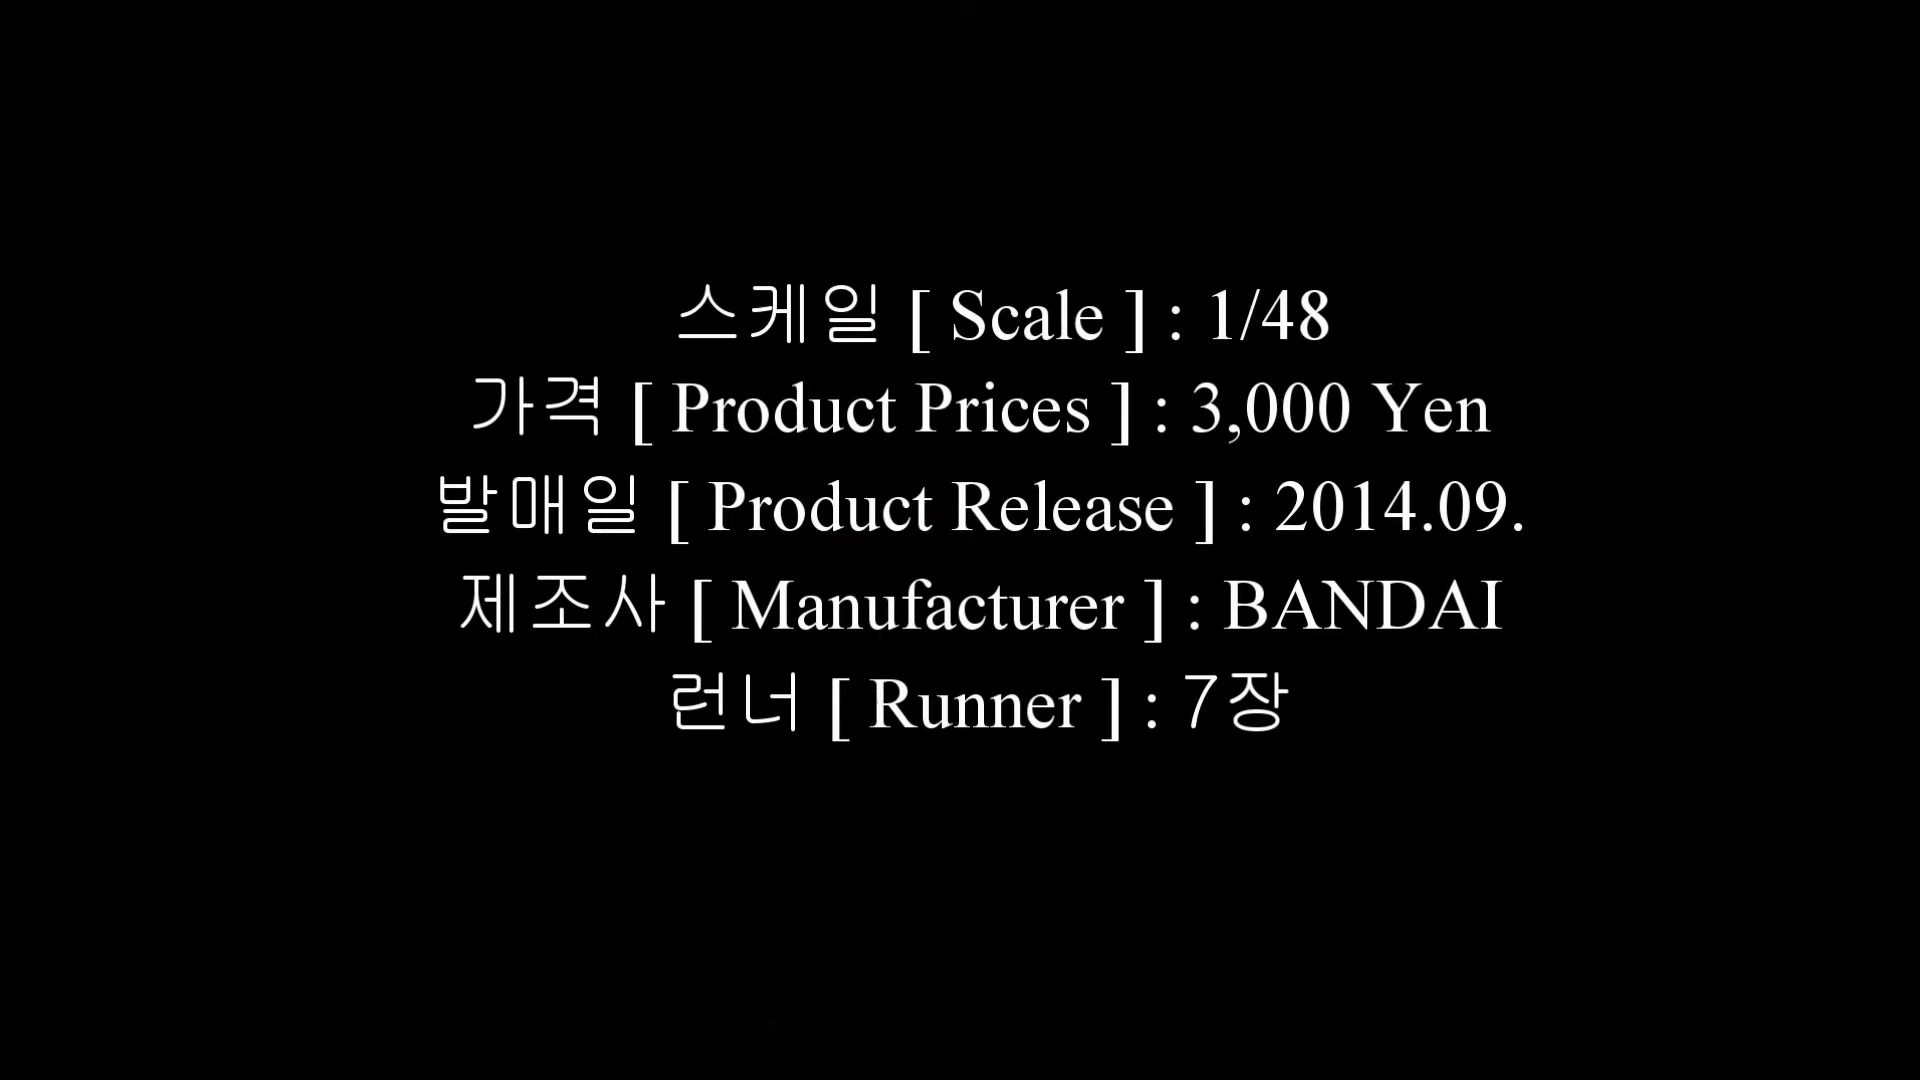 스케일 [ Scale ] : 1/48
가격 [ Product Prices ] : 3,000 Yen
발매일 [ Product Release ] : 2014.09.
제조사 [ Manufacturer ] : BANDAI
런너 [ Runner ] : 7장